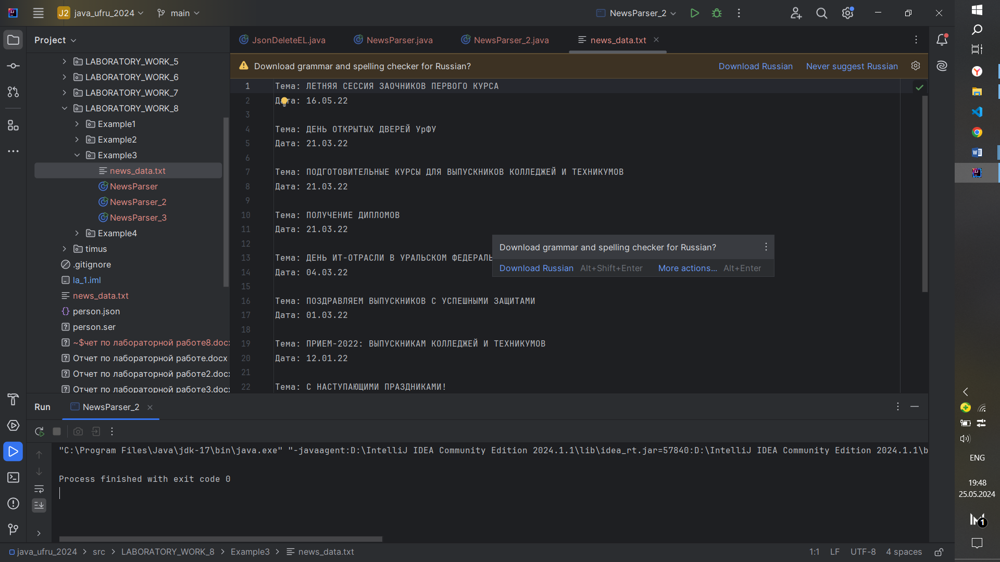 J2 java_ufru_2024 main NewsParser_2
Project
LABORATORY_WORK_5
LABORATORY_WORK_6
LABORATORY_WORK_7
LABORATORY_WORK_8
Example1
Example2
Example3
news_data.txt
NewsParser
NewsParser_2
NewsParser_3
Example4
timus
.gitignore
la_1.iml
news_data.txt
person.json
person.ser
~$чет по лабораторной работе8.docx
Отчет по лабораторной работе.docx
Отчет по лабораторной работе2.docx
Отчет по лабораторной работе3.docx
JsonDeleteEL.java NewsParser.java NewsParser_2.java news_data.txt
Download grammar and spelling checker for Russian? Download Russian Never suggest Russian
1 Тема: ЛЕТНЯЯ СЕССИЯ ЗАОЧНИКОВ ПЕРВОГО КУРСА
2 Дата: 16.05.22
3
4 Тема: ДЕНЬ ОТКРЫТЫХ ДВЕРЕЙ УрФУ
5 Дата: 21.03.22
6
7 Тема: ПОДГОТОВИТЕЛЬНЫЕ КУРСЫ ДЛЯ ВЫПУСКНИКОВ КОЛЛЕДЖЕЙ И ТЕХНИКУМОВ
8 Дата: 21.03.22
9
10 Тема: ПОЛУЧЕНИЕ ДИПЛОМОВ
11 Дата: 21.03.22
12
13 Тема: ДЕНЬ ИТ-ОТРАСЛИ В УРАЛЬСКОМ ФЕДЕРАЛЬ
14 Дата: 04.03.22
15
16 Тема: ПОЗДРАВЛЯЕМ ВЫПУСКНИКОВ С УСПЕШНЫМИ ЗАЩИТАМИ
17 Дата: 01.03.22
18
19 Тема: ПРИЕМ-2022: ВЫПУСКНИКАМ КОЛЛЕДЖЕЙ И ТЕХНИКУМОВ
20 Дата: 12.01.22
21
22 Тема: С НАСТУПАЮЩИМИ ПРАЗДНИКАМИ!
Download grammar and spelling checker for Russian?
Download Russian Alt+Shift+Enter More actions... Alt+Enter
Run NewsParser_2
"C:\Program Files\Java\jdk-17\bin\java.exe" "-javaagent:D:\IntelliJ IDEA Community Edition 2024.1.1\lib\idea_rt.jar=57840:D:\IntelliJ IDEA Community Edition 2024.1.1\b
Process finished with exit code 0
java_ufru_2024 src LABORATORY_WORK_8 Example3 news_data.txt
1:1 LF UTF-8 4 spaces
ENG
19:48
25.05.2024
1